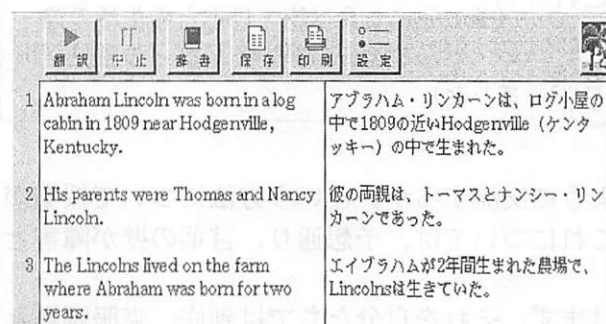 翻訳 中止 辞書 保存 印刷 設定
1 Abraham Lincoln was born in a log
cabin in 1809 near Hodgenville,
Kentucky.
アブラハム・リンカーンは、ログ小屋の
中で1809の近いHodgenville（ケンタ
ッキー）の中で生まれた。
2 His parents were Thomas and Nancy
Lincoln.
彼の両親は、トーマスとナンシー・リン
カーンであった。
3 The Lincolns lived on the farm
where Abraham was born for two
years.
エイブラハムが2年間生まれた農場で、
Lincolnsは生きていた。